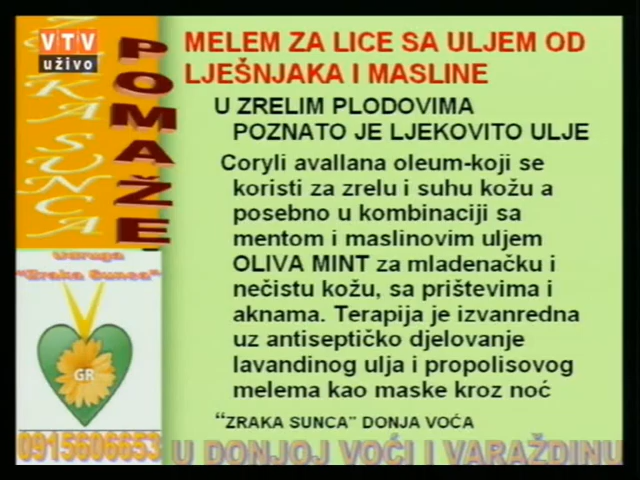 VTV
uživo
ZRAKA SUNCA
POMAŽE
MELEM ZA LICE SA ULJEM OD
LJEŠNJAKA I MASLINE
U ZRELIM PLODOVIMA
POZNATO JE LJEKOVITO ULJE
Coryli avallana oleum-koji se
koristi za zrelu i suhu kožu a
posebno u kombinaciji sa
mentom i maslinovim uljem
OLIVA MINT za mladenačku i
nečistu kožu, sa prištevima i
aknama. Terapija je izvanredna
uz antiseptičko djelovanje
lavandinog ulja i propolisovog
melema kao maske kroz noć
“ZRAKA SUNCA” DONJA VOĆA
Udruga
"Zraka Sunca"
GR
0915606653
U DONJOJ VOĆI I VARAŽDINU